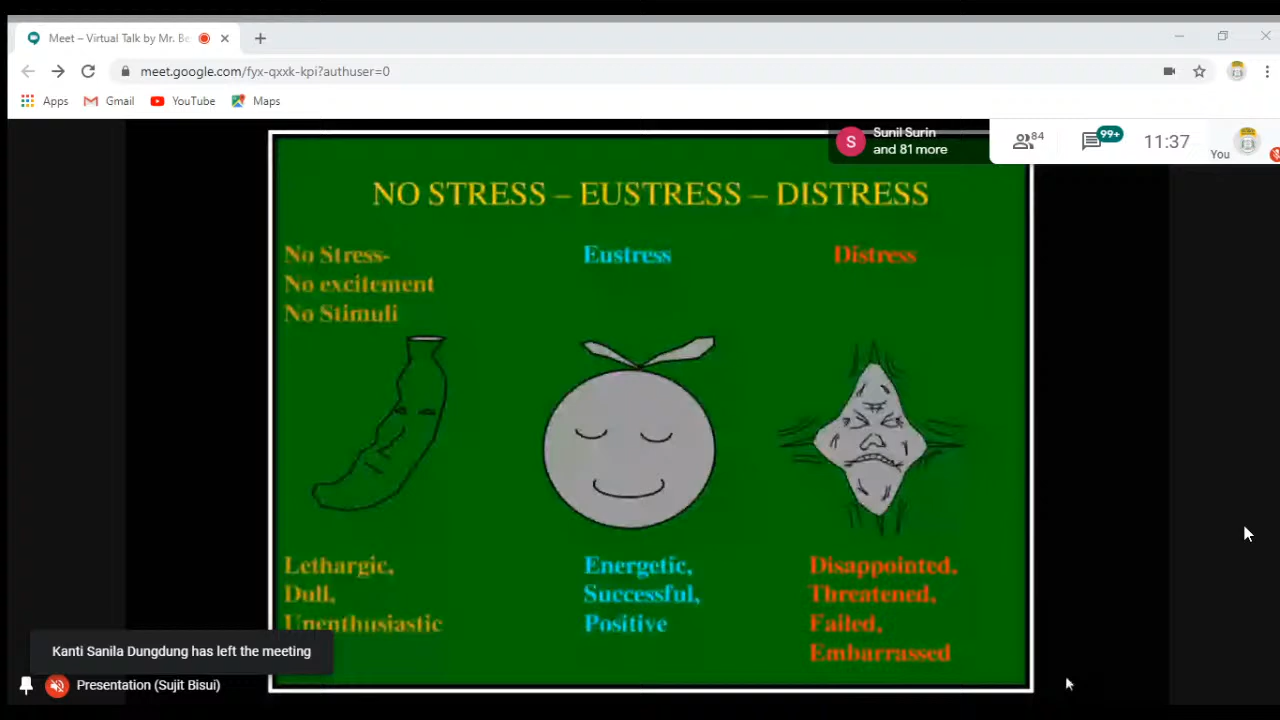 Meet – Virtual Talk by Mr. Be
meet.google.com/fyx-qxxk-kpi?authuser=0
Apps
Gmail
YouTube
Maps
S
Sunil Surin
and 81 more
84
99+
11:37
You
NO STRESS – EUSTRESS – DISTRESS
No Stress-
No excitement
No Stimuli
Eustress
Distress
Lethargic,
Dull,
Unenthusiastic
Energetic,
Successful,
Positive
Disappointed,
Threatened,
Failed,
Embarrassed
Kanti Sanila Dungdung has left the meeting
Presentation (Sujit Bisui)